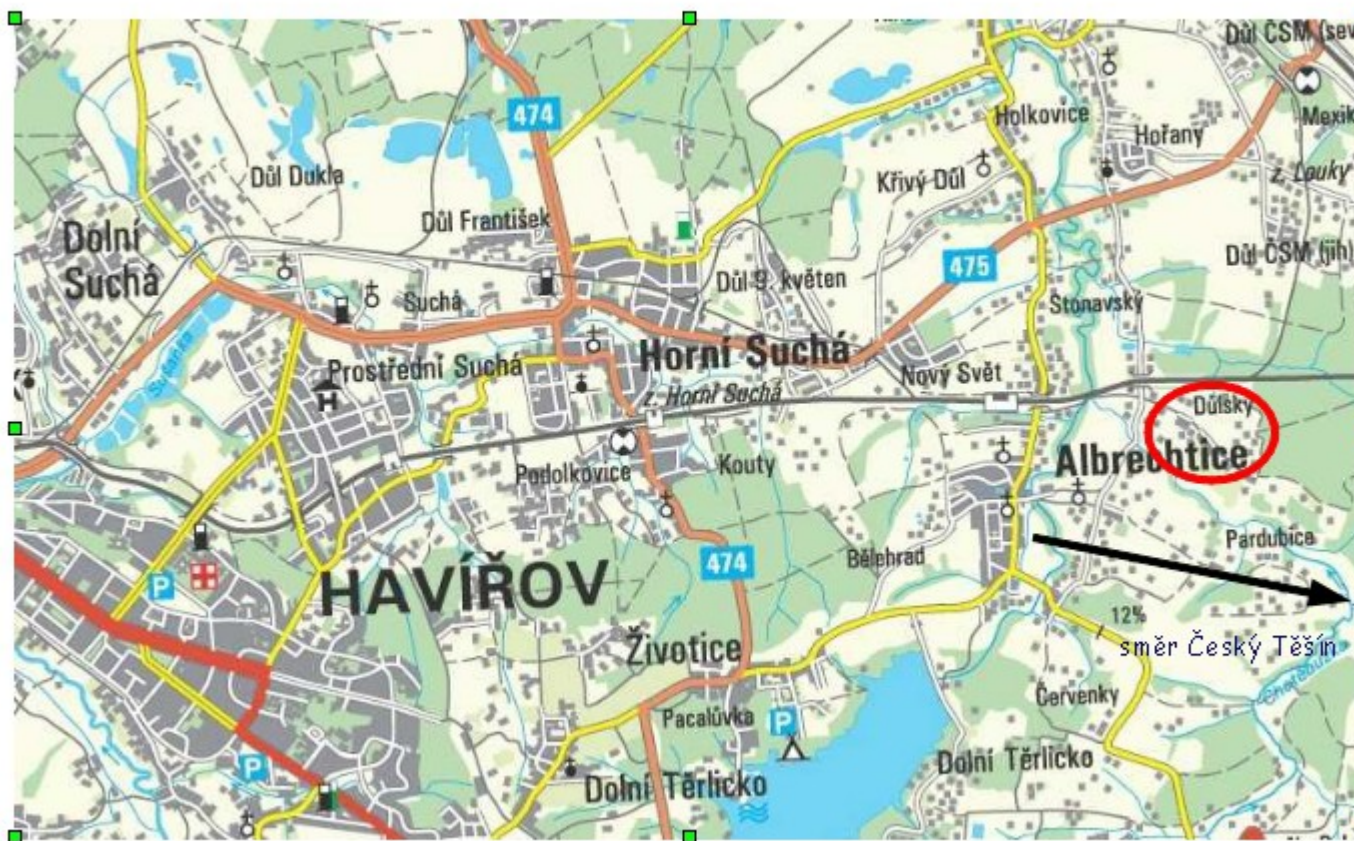 Důl ČSM (sev
474
Holkovice
Mexik
Hořany
Důl Dukla
Křivý Důl
z. Louky
Důl František
Dolní
Suchá
475
Důl ČSM (jih)
Důl 9. květen
Suchá
Stonavský
Sušanka
Horní Suchá
Prostřední Suchá
Nový Svět
z. Horní Suchá
Důlský
H
Albrechtice
Podolkovice
Kouty
Pardubice
474
Bělehrad
P
HAVÍŘOV
12%
Životice
směr Český Těšín
Červenky
Pacalůvka
P
Dolní Těrlicko
P
Dolní Těrlicko